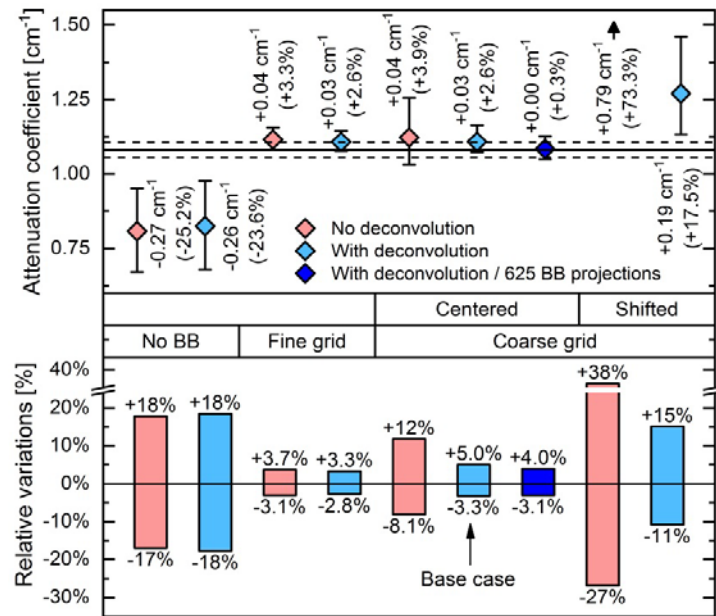 Attenuation coefficient [cm⁻¹]
1.50
1.25
1.00
0.75
-0.27 cm⁻¹
(-25.2%)
-0.26 cm⁻¹
(-23.6%)
+0.04 cm⁻¹
(+3.3%)
+0.03 cm⁻¹
(+2.6%)
+0.04 cm⁻¹
(+3.9%)
+0.03 cm⁻¹
(+2.6%)
+0.00 cm⁻¹
(+0.3%)
+0.79 cm⁻¹
(+73.3%)
+0.19 cm⁻¹
(+17.5%)
No deconvolution
With deconvolution
With deconvolution / 625 BB projections
Centered
Shifted
No BB
Fine grid
Coarse grid
Relative variations [%]
40%
20%
10%
0%
-10%
-20%
-30%
+18%
-17%
+18%
-18%
+3.7%
-3.1%
+3.3%
-2.8%
+12%
-8.1%
+5.0%
-3.3%
+4.0%
-3.1%
+38%
-27%
+15%
-11%
Base case